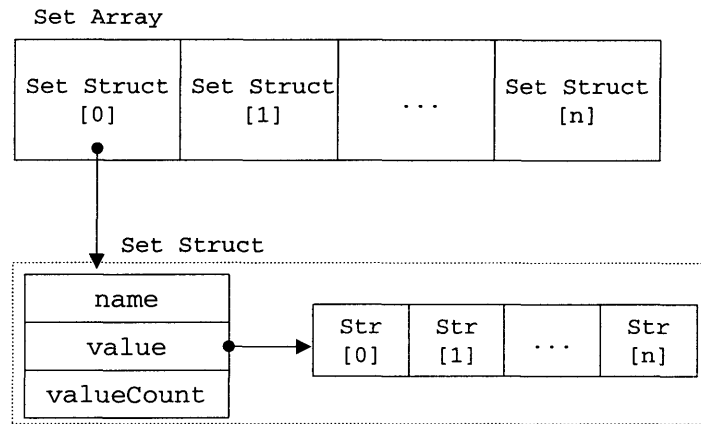 Set Array
Set Struct Set Struct ... Set Struct
[0] [1] [n]
Set Struct
name
value
valueCount
Str Str ... Str
[0] [1] [n]